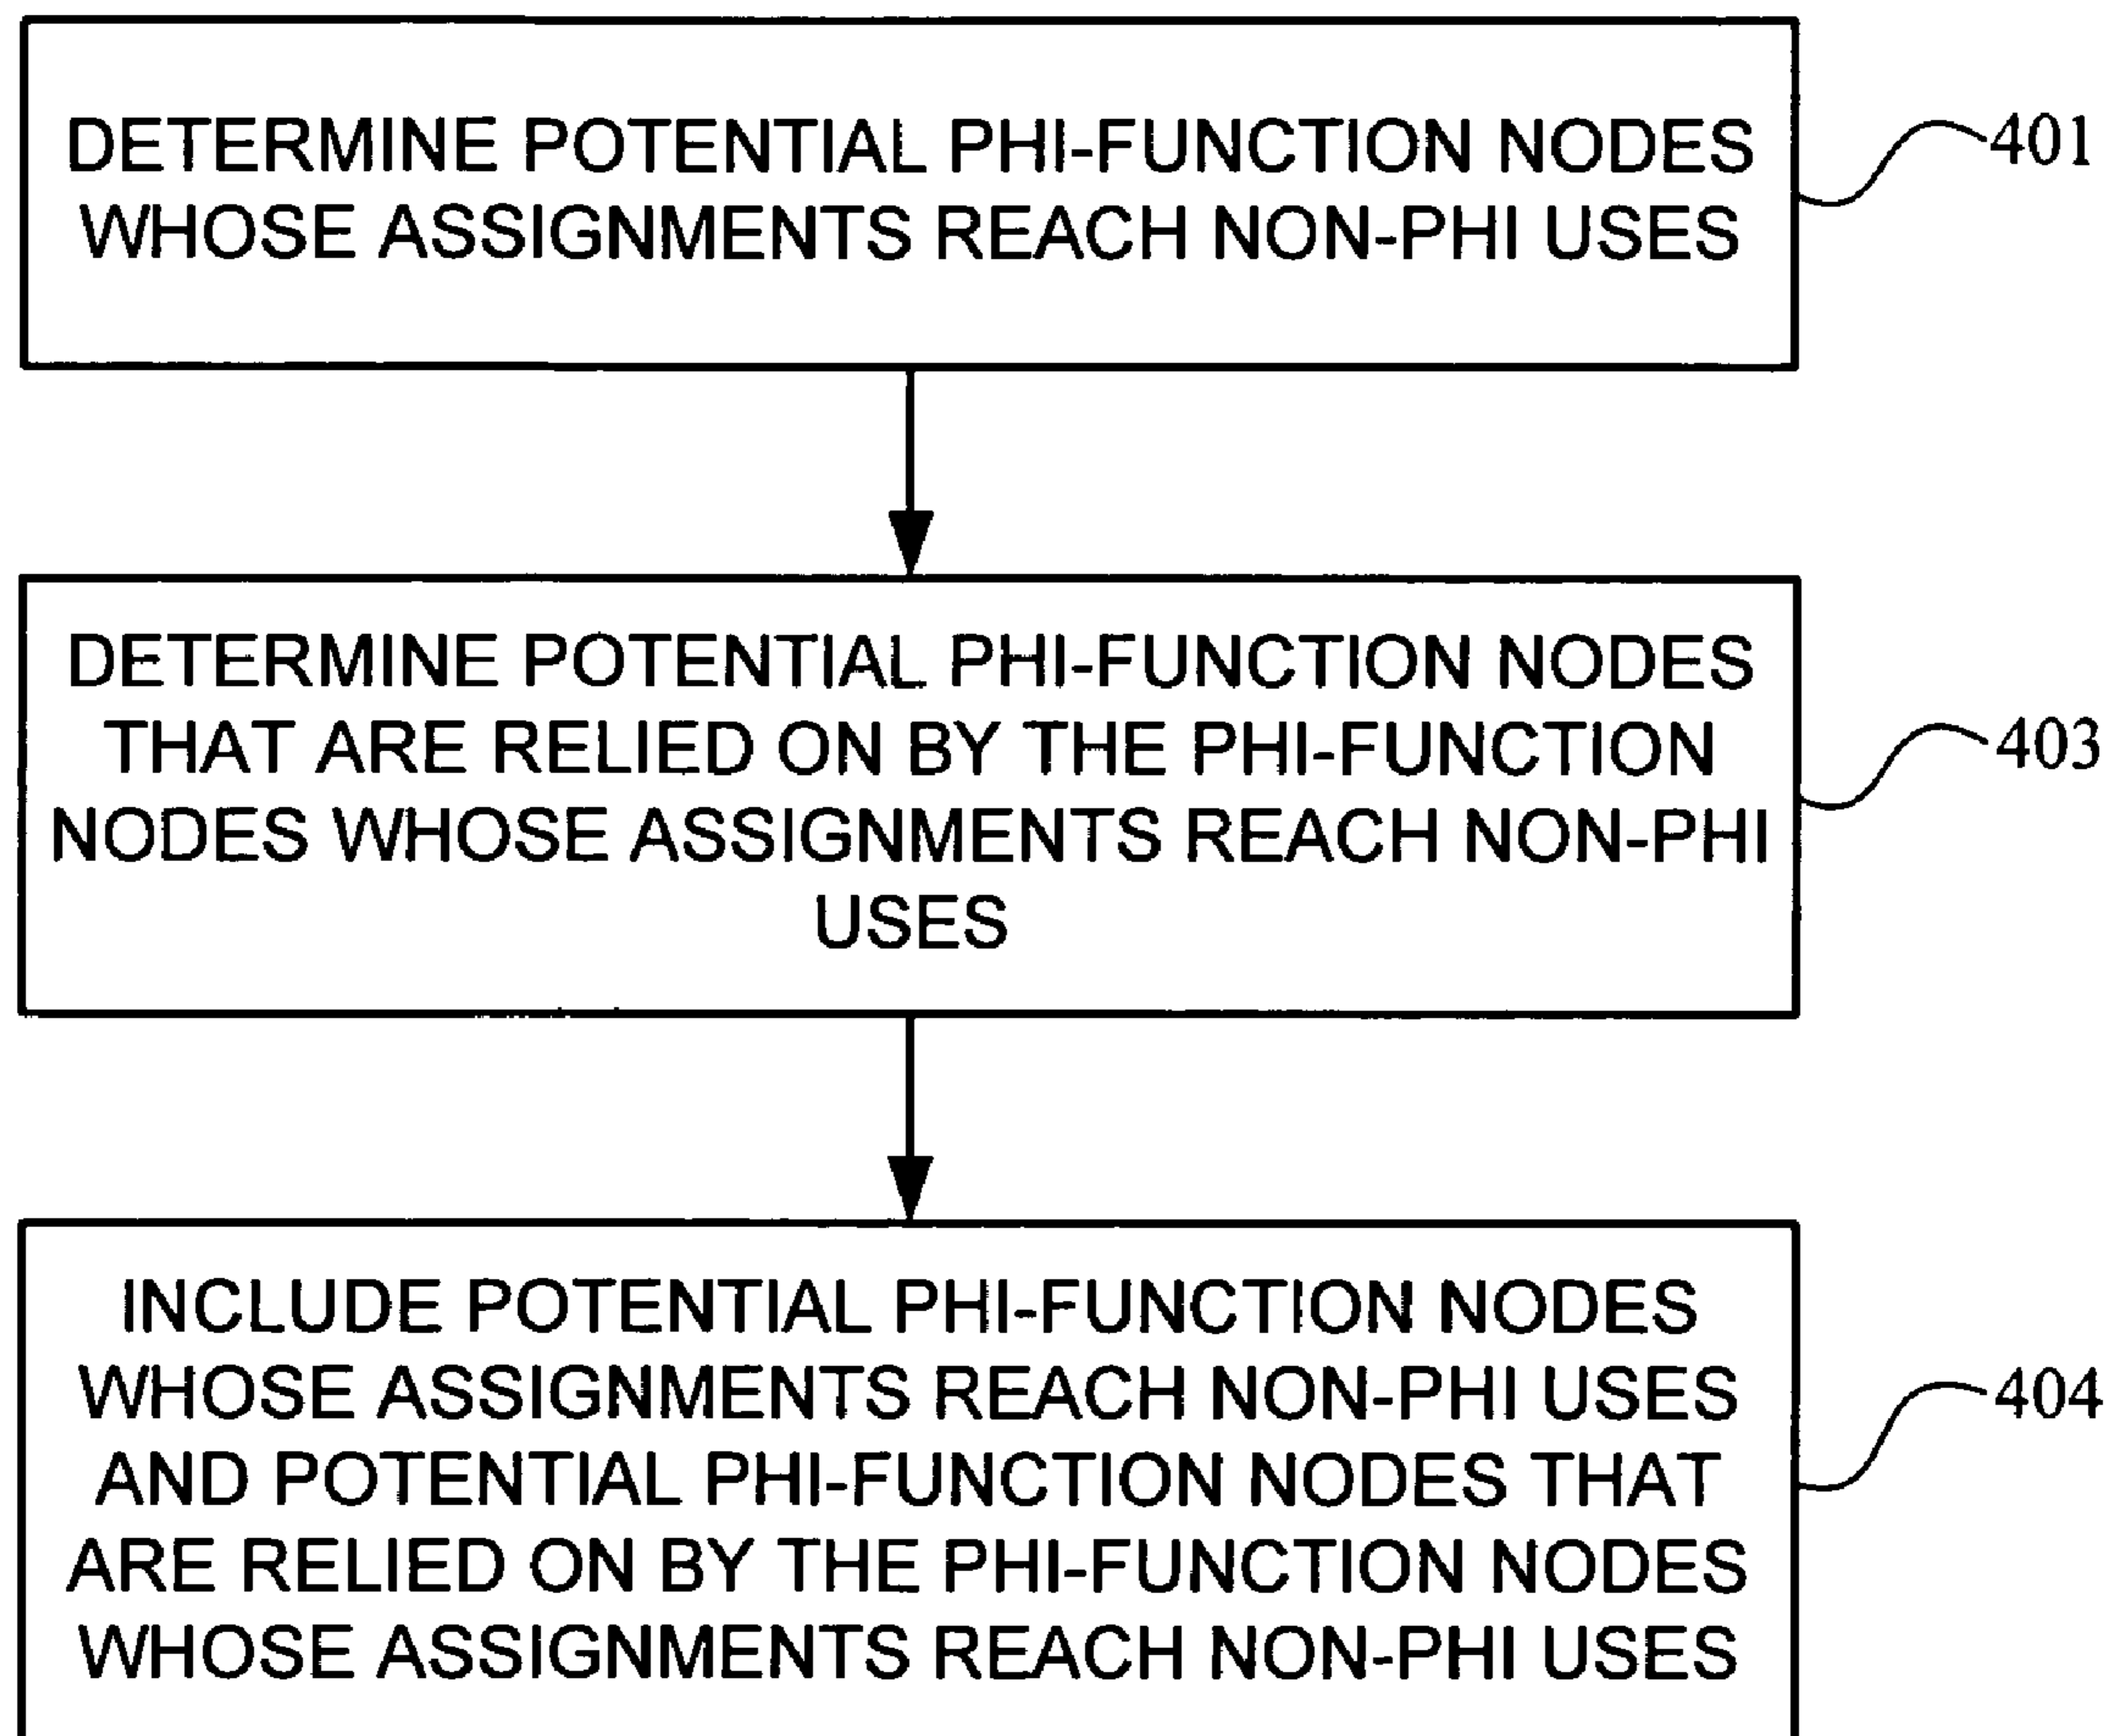 DETERMINE POTENTIAL PHI-FUNCTION NODES
WHOSE ASSIGNMENTS REACH NON-PHI USES
401
DETERMINE POTENTIAL PHI-FUNCTION NODES
THAT ARE RELIED ON BY THE PHI-FUNCTION
NODES WHOSE ASSIGNMENTS REACH NON-PHI
USES
403
INCLUDE POTENTIAL PHI-FUNCTION NODES
WHOSE ASSIGNMENTS REACH NON-PHI USES
AND POTENTIAL PHI-FUNCTION NODES THAT
ARE RELIED ON BY THE PHI-FUNCTION NODES
WHOSE ASSIGNMENTS REACH NON-PHI USES
404